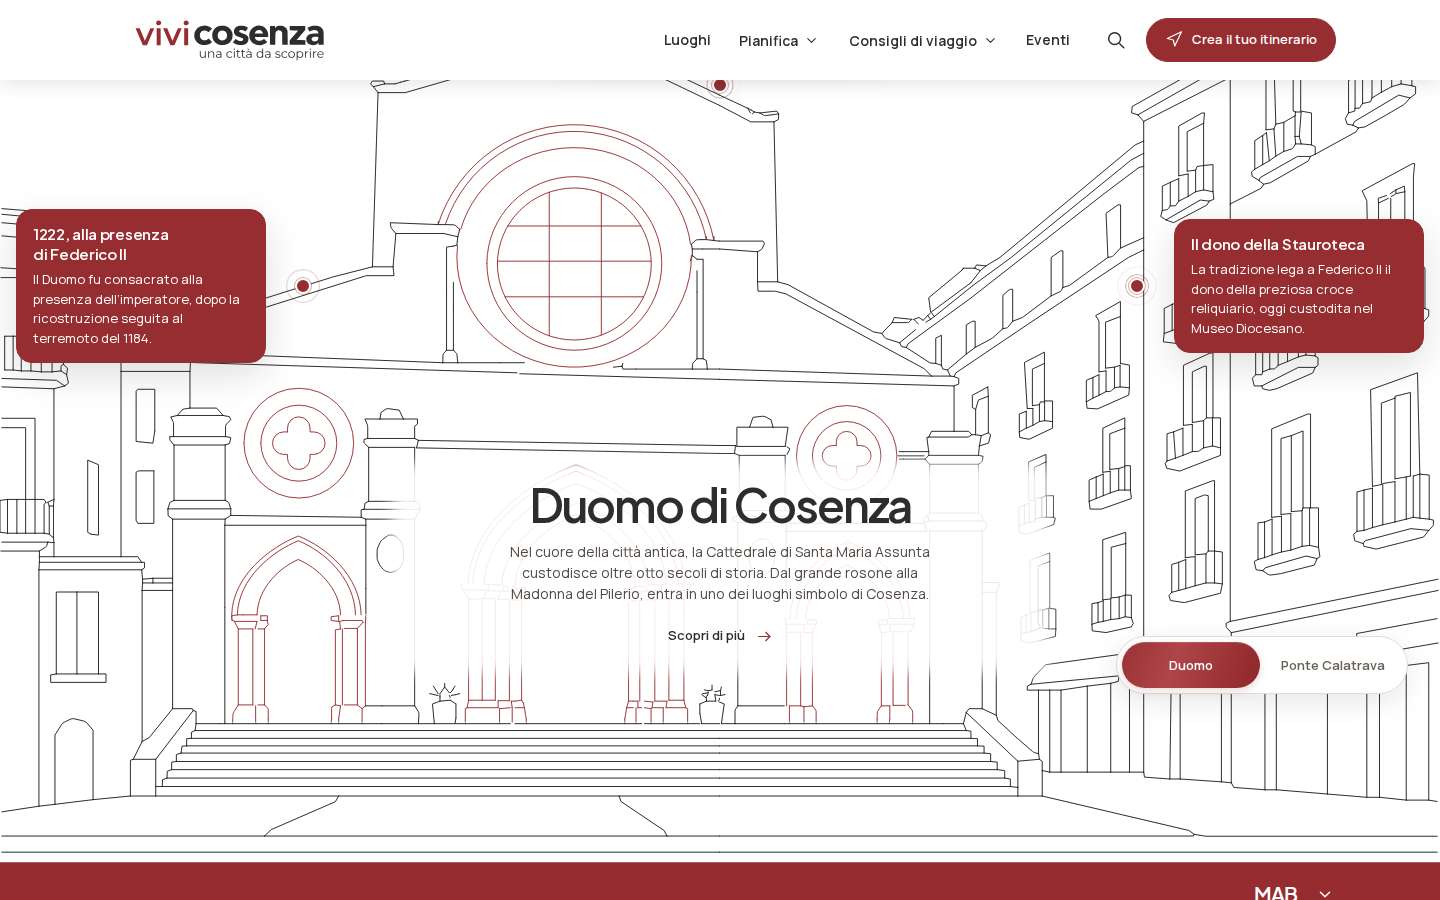 vivicosenza
una città da scoprire
Luoghi
Pianifica
Consigli di viaggio
Eventi
Crea il tuo itinerario
1222, alla presenza
di Federico II
Il Duomo fu consacrato alla
presenza dell'imperatore, dopo la
ricostruzione seguita al
terremoto del 1184.
Il dono della Stauroteca
La tradizione lega a Federico II il
dono della preziosa croce
reliquiario, oggi custodita nel
Museo Diocesano.
Duomo di Cosenza
Nel cuore della città antica, la Cattedrale di Santa Maria Assunta
custodisce oltre otto secoli di storia. Dal grande rosone alla
Madonna del Pilerio, entra in uno dei luoghi simbolo di Cosenza.
Scopri di più
Duomo
Ponte Calatrava
MAB